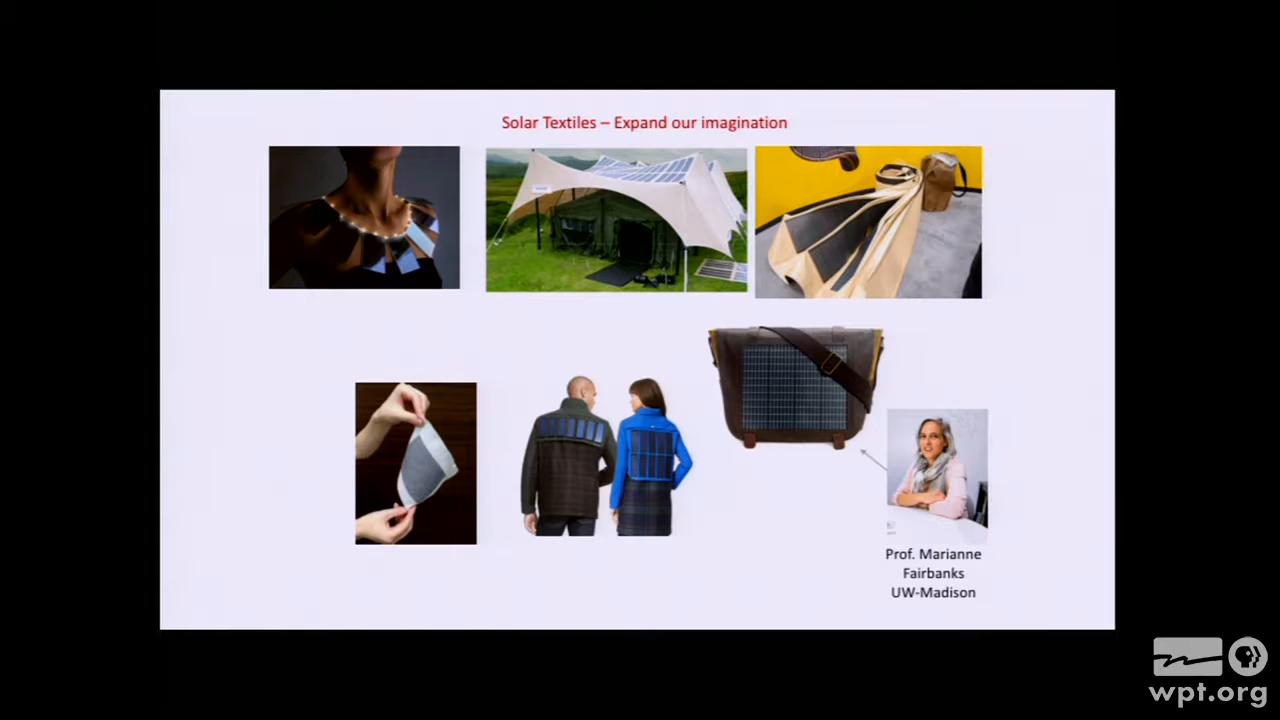 Solar Textiles – Expand our imagination
Prof. Marianne
Fairbanks
UW-Madison
wpt.org